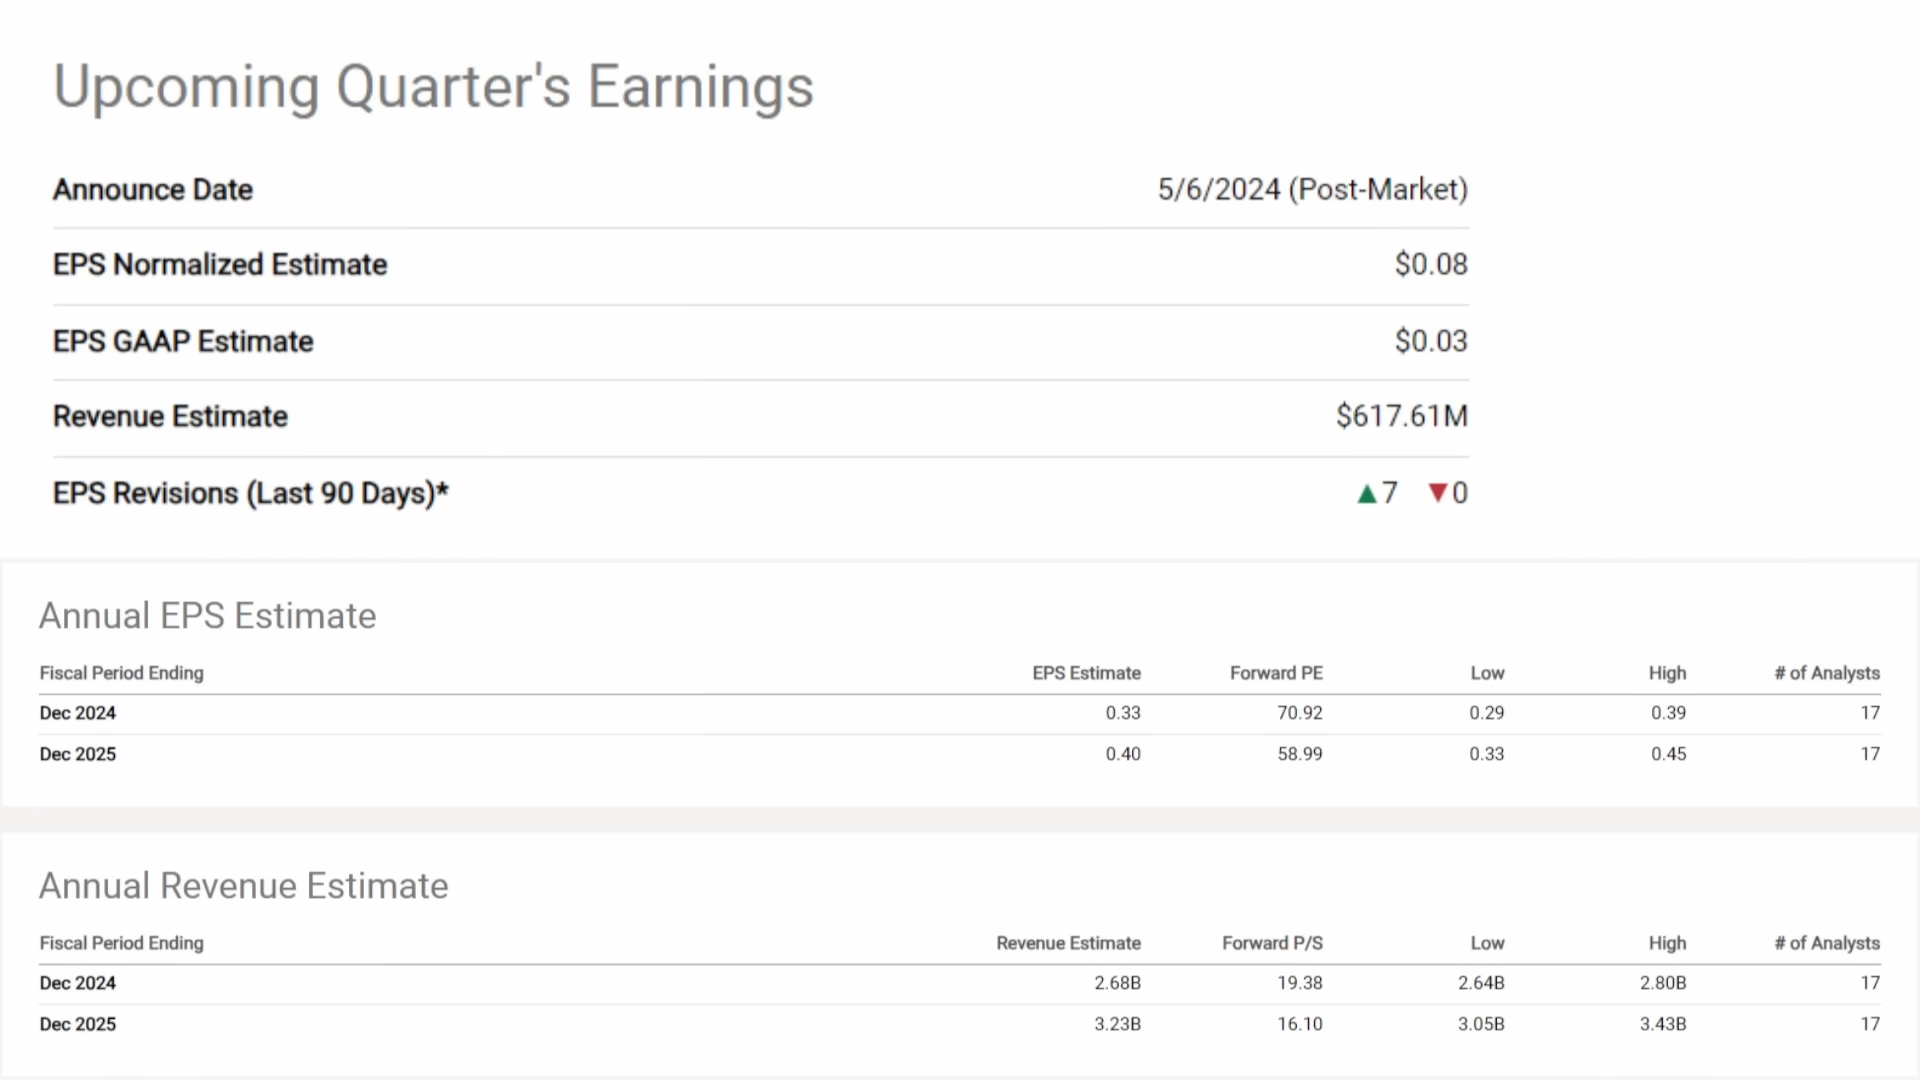 Upcoming Quarter's Earnings
Announce Date 5/6/2024 (Post-Market)
EPS Normalized Estimate $0.08
EPS GAAP Estimate $0.03
Revenue Estimate $617.61M
EPS Revisions (Last 90 Days)* ▲7 ▼0
Annual EPS Estimate
Fiscal Period Ending EPS Estimate Forward PE Low High # of Analysts
Dec 2024 0.33 70.92 0.29 0.39 17
Dec 2025 0.40 58.99 0.33 0.45 17
Annual Revenue Estimate
Fiscal Period Ending Revenue Estimate Forward P/S Low High # of Analysts
Dec 2024 2.68B 19.38 2.64B 2.80B 17
Dec 2025 3.23B 16.10 3.05B 3.43B 17